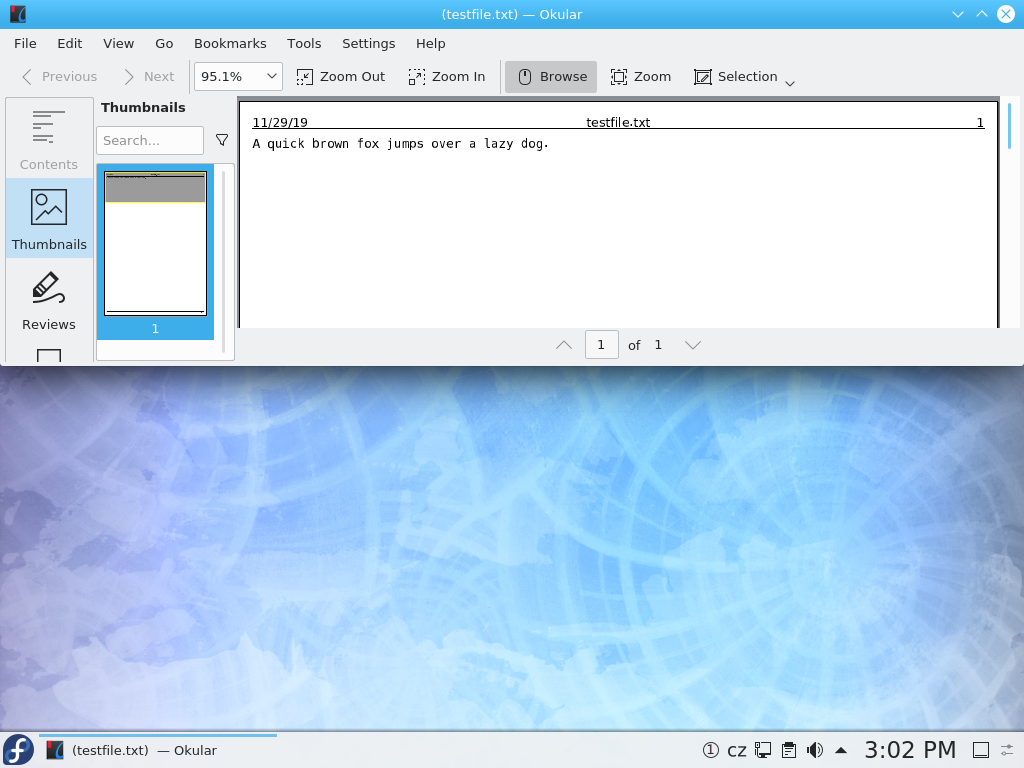 (testfile.txt) — Okular
File Edit View Go Bookmarks Tools Settings Help
Previous Next 95.1% Zoom Out Zoom In Browse Zoom Selection
Contents
Thumbnails
Reviews
Thumbnails
Search...
1
11/29/19 testfile.txt 1
A quick brown fox jumps over a lazy dog.
1 of 1
(testfile.txt) — Okular
1 cz 3:02 PM